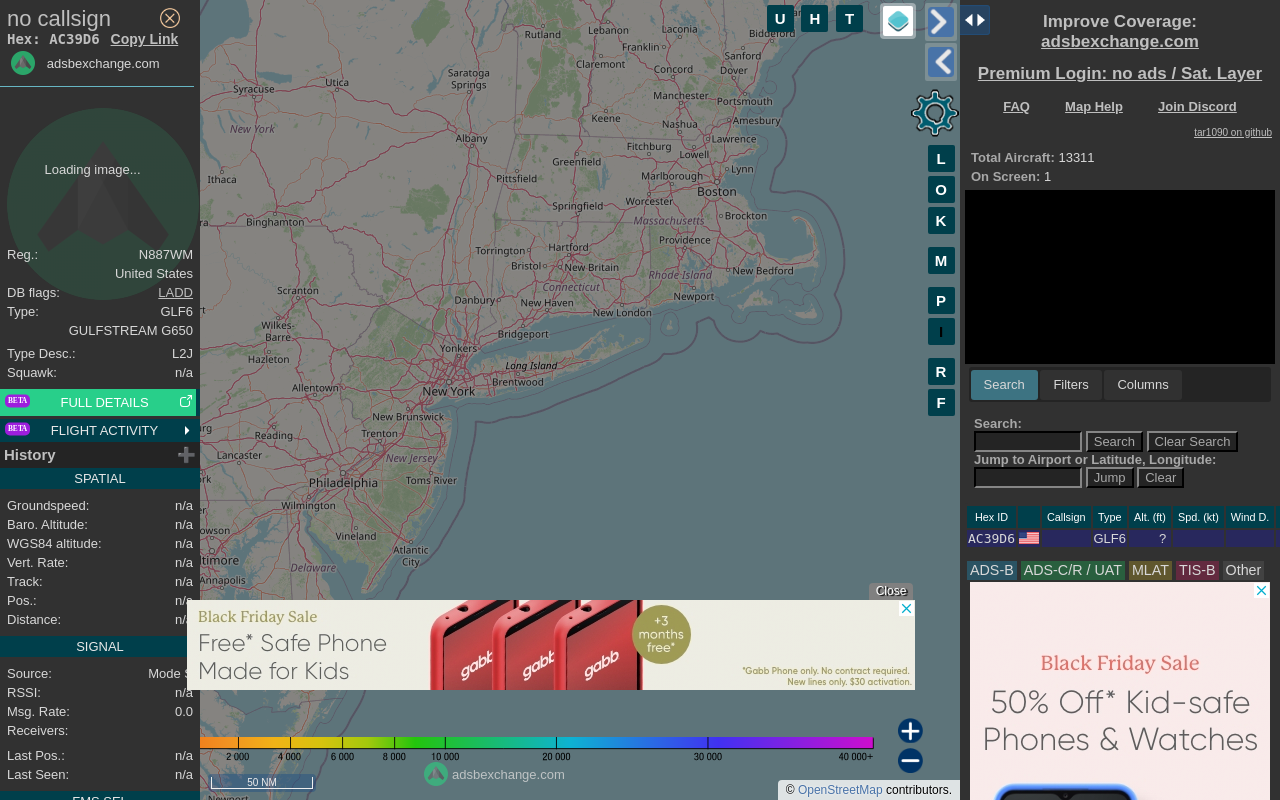 no callsign
Hex: AC39D6 Copy Link
adsbexchange.com
Loading image...
Reg.: N887WM
United States
DB flags: LADD
Type: GLF6
GULFSTREAM G650
Type Desc.: L2J
Squawk: n/a
BETA FULL DETAILS
BETA FLIGHT ACTIVITY
History
SPATIAL
Groundspeed: n/a
Baro. Altitude: n/a
WGS84 altitude: n/a
Vert. Rate: n/a
Track: n/a
Pos.: n/a
Distance: n/a
SIGNAL
Source: Mode S
RSSI: n/a
Msg. Rate: 0.0
Receivers:
Last Pos.: n/a
Last Seen: n/a
FMS SEL
U H T
L
O
K
M
P
I
R
F
Rutland
Lebanon
Laconia
Biddeford
Franklin
Sanford
Claremont
Concord
Dover
Saratoga Springs
Utica
Syracuse
Manchester
Portsmouth
New York
Keene
Nashua
Amesbury
Albany
Fitchburg
Lawrence
Greenfield
Lowell
Lynn
Ithaca
Pittsfield
Marlborough
Boston
Springfield
Worcester
Binghamton
Massachusetts
Brockton
Providence
Torrington
Hartford
Bristol
New Britain
Rhode Island
New Bedford
Connecticut
Scranton
Danbury
New Haven
Newport
New London
Wilkes-Barre
Bridgeport
Yonkers
Hazleton
Long Island
Brentwood
Allentown
New York
New Brunswick
Reading
Trenton
Lancaster
New Jersey
Philadelphia
Toms River
Wilmington
Vineland
Atlantic City
Annapolis
Delaware
Close
Black Friday Sale
Free* Safe Phone
Made for Kids
gabb gabb gabb
+3
months
free*
*Gabb Phone only. No contract required.
New lines only. $30 activation.
2 000 4 000 6 000 8 000 10 000 20 000 30 000 40 000+
adsbexchange.com
50 NM
Newport
© OpenStreetMap contributors.
Improve Coverage:
adsbexchange.com
Premium Login: no ads / Sat. Layer
FAQ Map Help Join Discord
tar1090 on github
Total Aircraft: 13311
On Screen: 1
Search Filters Columns
Search:
Search Clear Search
Jump to Airport or Latitude, Longitude:
Jump Clear
Hex ID Callsign Type Alt. (ft) Spd. (kt) Wind D.
AC39D6 GLF6 ?
ADS-B ADS-C/R / UAT MLAT TIS-B Other
Black Friday Sale
50% Off* Kid-safe
Phones & Watches